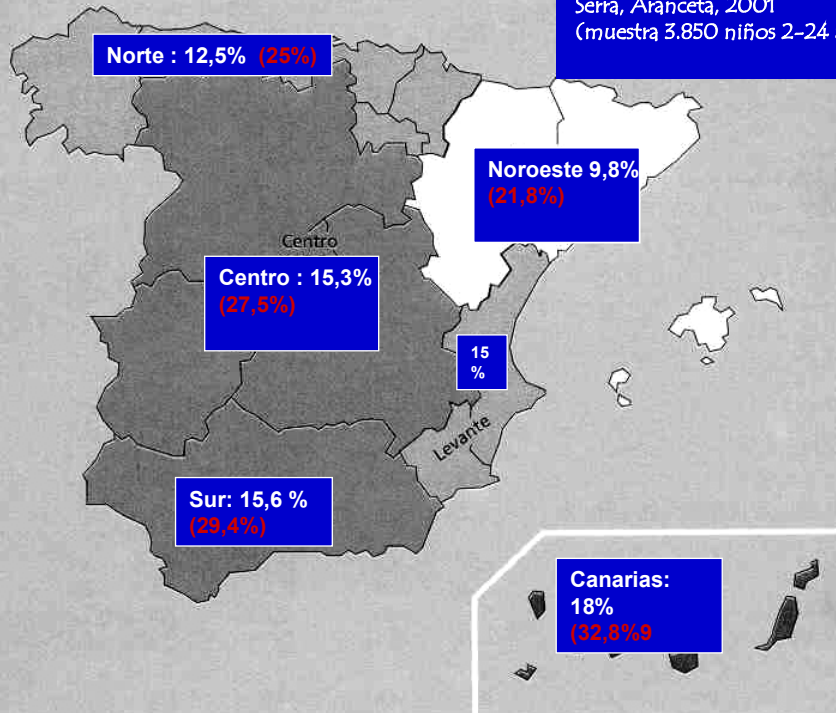 Serra, Aranceta, 2001
(muestra 3.850 niños 2-24
Norte : 12,5% (25%)
Noroeste 9,8%
(21,8%)
Centro
Centro : 15,3%
(27,5%)
15
%
Levante
Sur: 15,6 %
(29,4%)
Canarias:
18%
(32,8%9